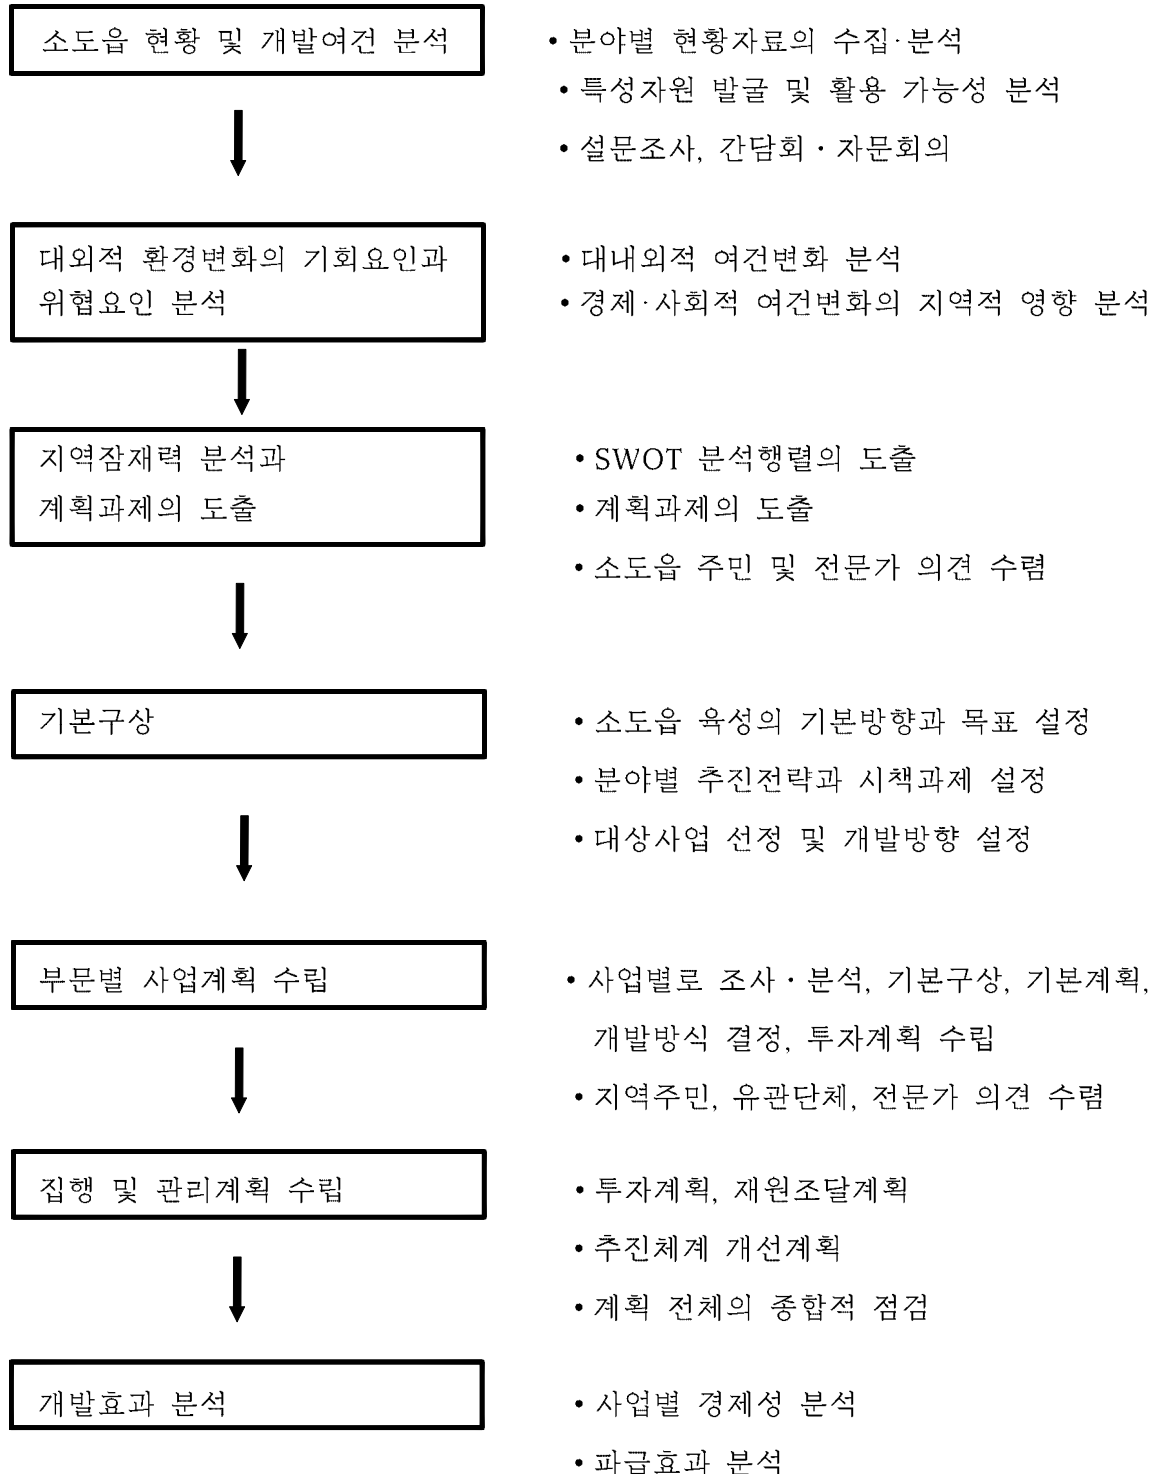 소도읍 현황 및 개발여건 분석
• 분야별 현황자료의 수집·분석
• 특성자원 발굴 및 활용 가능성 분석
• 설문조사, 간담회·자문회의
대외적 환경변화의 기회요인과
위협요인 분석
• 대내외적 여건변화 분석
• 경제·사회적 여건변화의 지역적 영향 분석
지역잠재력 분석과
계획과제의 도출
• SWOT 분석행렬의 도출
• 계획과제의 도출
• 소도읍 주민 및 전문가 의견 수렴
기본구상
• 소도읍 육성의 기본방향과 목표 설정
• 분야별 추진전략과 시책과제 설정
• 대상사업 선정 및 개발방향 설정
부문별 사업계획 수립
• 사업별로 조사·분석, 기본구상, 기본계획,
개발방식 결정, 투자계획 수립
• 지역주민, 유관단체, 전문가 의견 수렴
집행 및 관리계획 수립
• 투자계획, 재원조달계획
• 추진체계 개선계획
• 계획 전체의 종합적 점검
개발효과 분석
• 사업별 경제성 분석
• 파급효과 분석